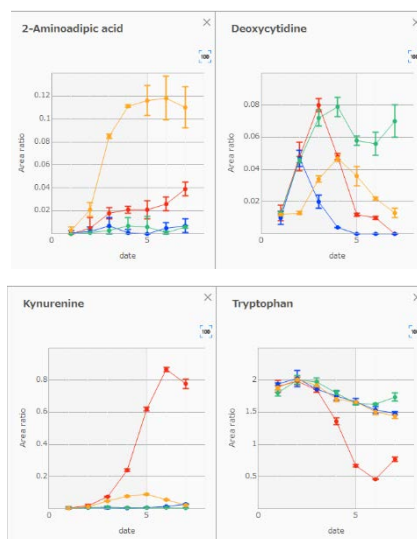 2-Aminoadipic acid
Area ratio
0.12
0.1
0.08
0.06
0.04
0.02
0
5
date
Deoxycytidine
Area ratio
0.08
0.06
0.04
0.02
0
5
date
Kynurenine
Area ratio
0.8
0.6
0.4
0.2
0
5
date
Tryptophan
Area ratio
2
1.5
1
0.5
0
5
date